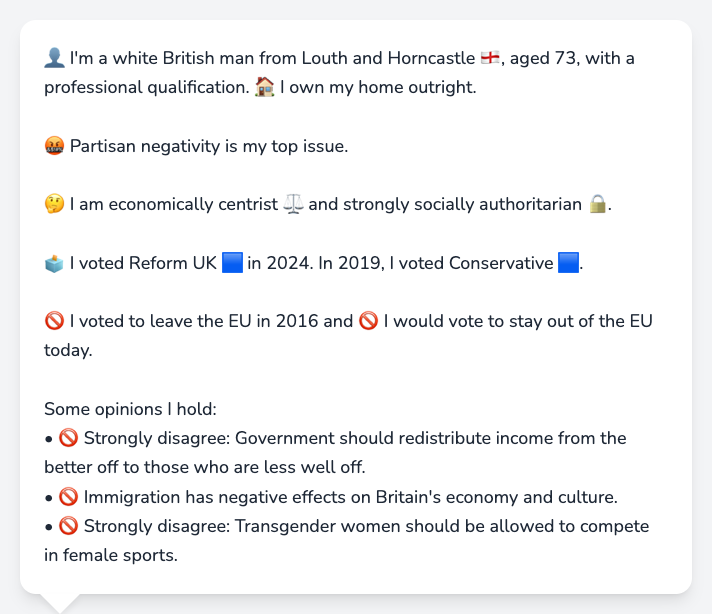 👤 I'm a white British man from Louth and Horncastle 🏴󠁧󠁢󠁥󠁮󠁧󠁿, aged 73, with a
professional qualification. 🏠 I own my home outright.
🤬 Partisan negativity is my top issue.
🤔 I am economically centrist ⚖️ and strongly socially authoritarian 🔒.
🗳️ I voted Reform UK 🟦 in 2024. In 2019, I voted Conservative 🟦.
🚫 I voted to leave the EU in 2016 and 🚫 I would vote to stay out of the EU
today.
Some opinions I hold:
• 🚫 Strongly disagree: Government should redistribute income from the
better off to those who are less well off.
• 🚫 Immigration has negative effects on Britain's economy and culture.
• 🚫 Strongly disagree: Transgender women should be allowed to compete
in female sports.